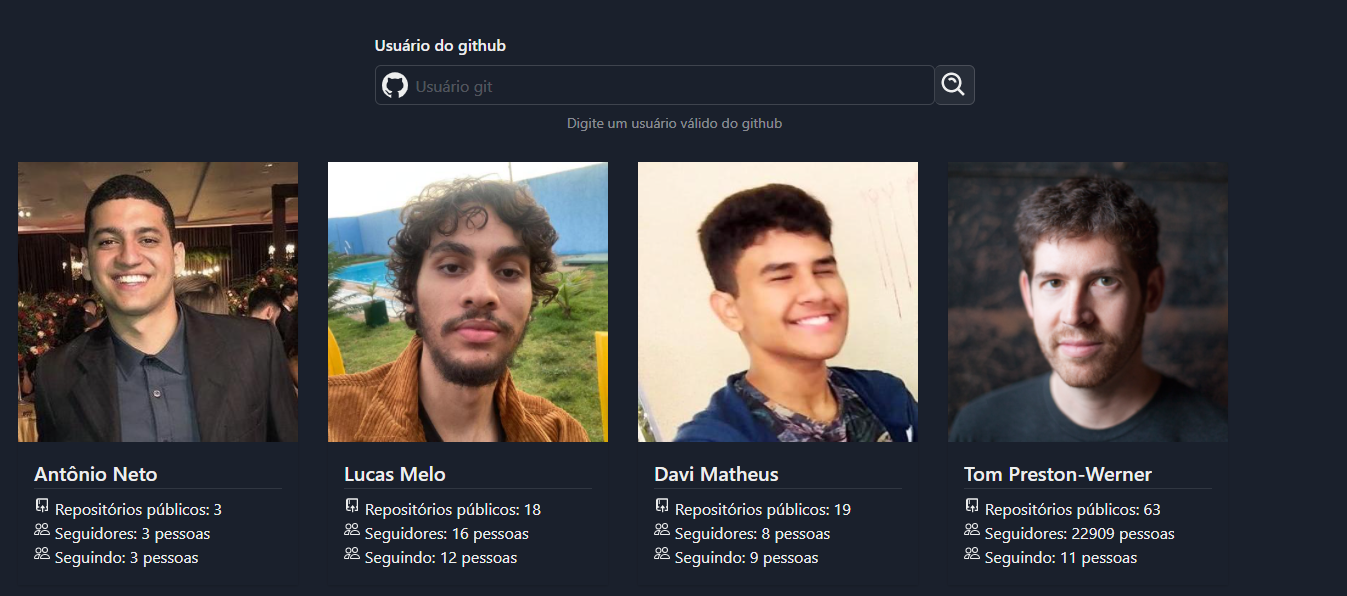 Usuário do github
Usuário git
Digite um usuário válido do github
Antônio Neto
Repositórios públicos: 3
Seguidores: 3 pessoas
Seguindo: 3 pessoas
Lucas Melo
Repositórios públicos: 18
Seguidores: 16 pessoas
Seguindo: 12 pessoas
Davi Matheus
Repositórios públicos: 19
Seguidores: 8 pessoas
Seguindo: 9 pessoas
Tom Preston-Werner
Repositórios públicos: 63
Seguidores: 22909 pessoas
Seguindo: 11 pessoas